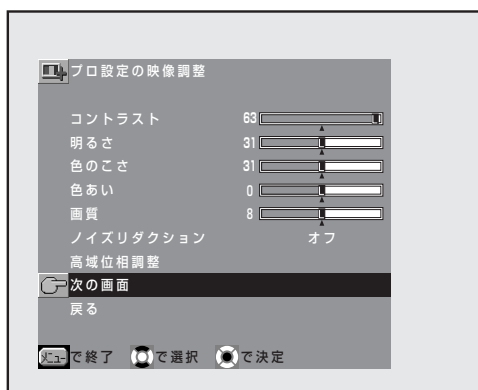 プロ設定の映像調整
コントラスト 63
明るさ 31
色のこさ 31
色あい 0
画質 8
ノイズリダクション オフ
高域位相調整
次の画面
戻る
メニュー で終了 で選択 で決定